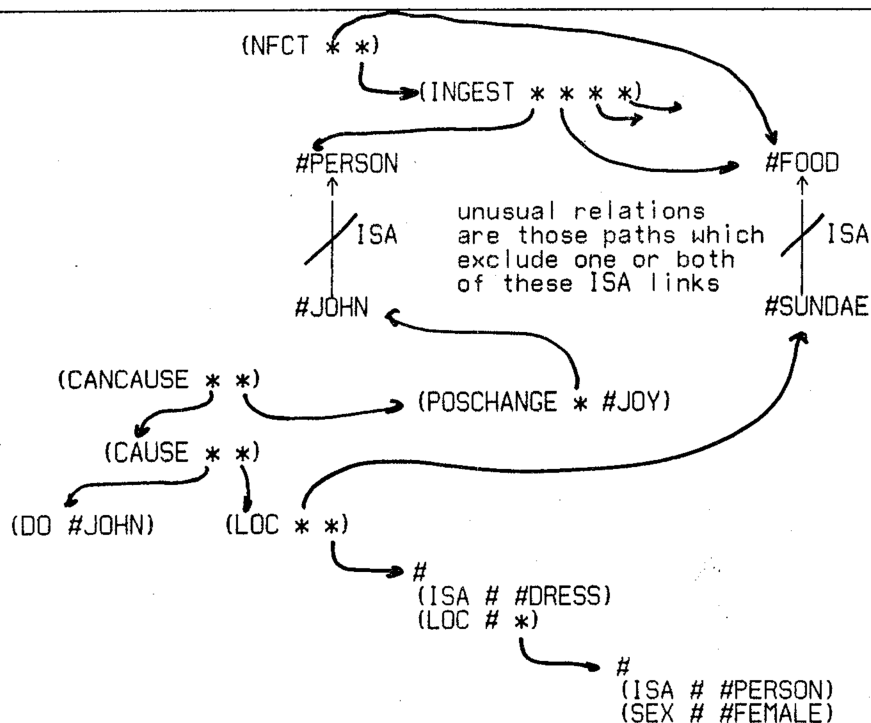 (NFCT * *)
(INGEST * * * *)
#PERSON
#FOOD
ISA
unusual relations
are those paths which
exclude one or both
of these ISA links
ISA
#JOHN
#SUNDAE
(CANCAUSE * *)
(POSCHANGE * #JOY)
(CAUSE * *)
(DO #JOHN)
(LOC * *)
#
(ISA # #DRESS)
(LOC # *)
#
(ISA # #PERSON)
(SEX # #FEMALE)